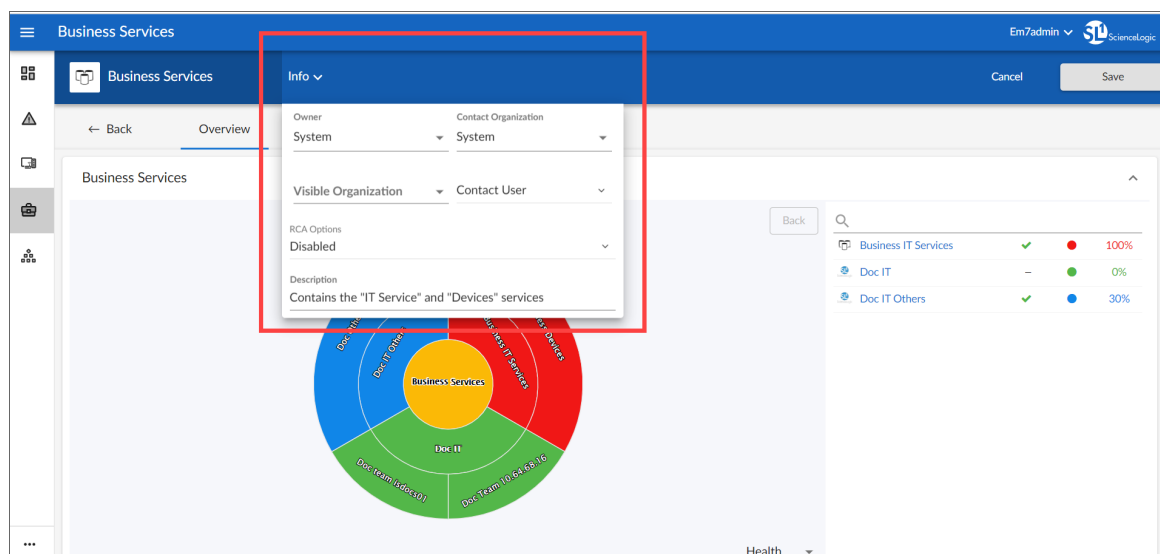 Business Services
Em7admin
SL1
ScienceLogic
Business Services
Info
Cancel
Save
← Back
Overview
Owner
Contact Organization
System
System
Visible Organization
Contact User
RCA Options
Disabled
Description
Contains the "IT Service" and "Devices" services
Business Services
Back
Business IT Services
100%
Doc IT
–
0%
Doc IT Others
30%
Doc IT Others
Business IT Services
Business Services
Doc IT
Doc team isdocs01
Doc Team 10.64.68.16
Health
...